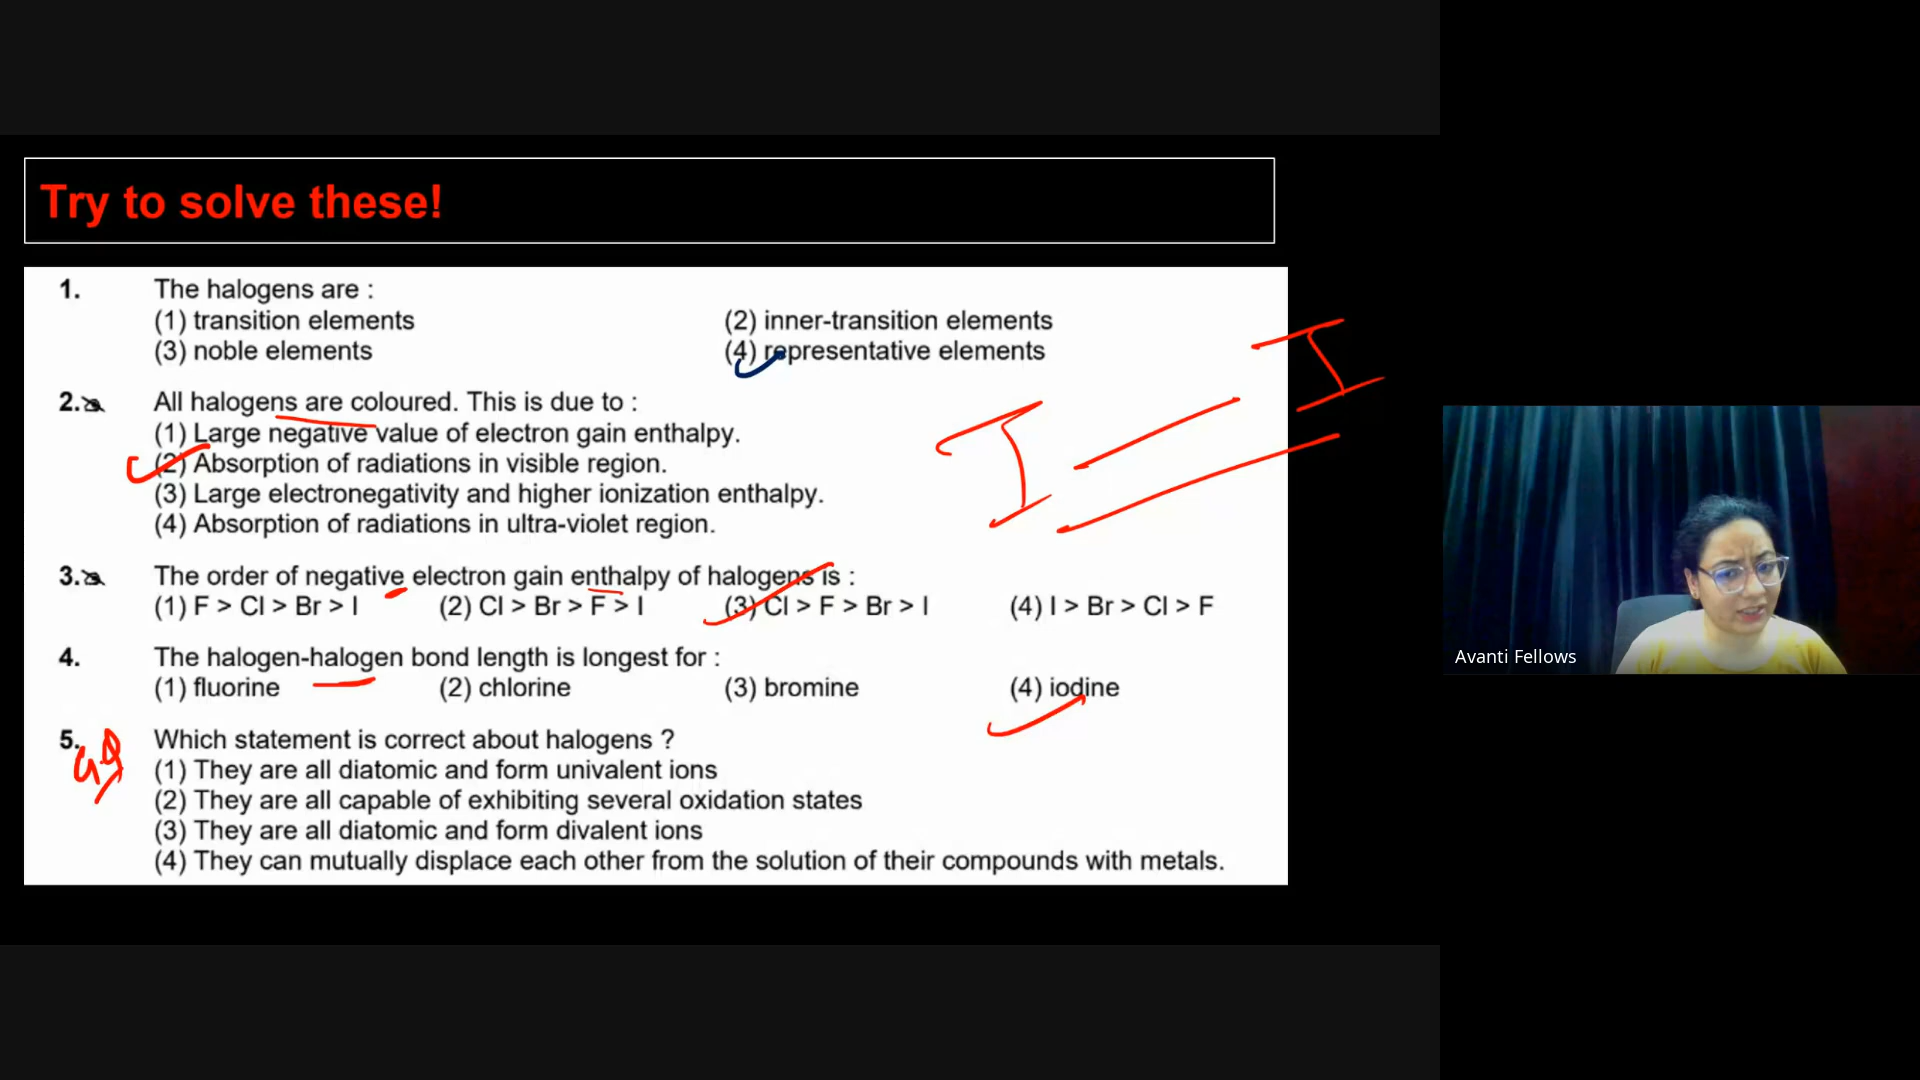 Try to solve these!
1. The halogens are :
(1) transition elements (2) inner-transition elements
(3) noble elements (4) representative elements
2. All halogens are coloured. This is due to :
(1) Large negative value of electron gain enthalpy.
(2) Absorption of radiations in visible region.
(3) Large electronegativity and higher ionization enthalpy.
(4) Absorption of radiations in ultra-violet region.
3. The order of negative electron gain enthalpy of halogens is :
(1) F > Cl > Br > I (2) Cl > Br > F > I (3) Cl > F > Br > I (4) I > Br > Cl > F
4. The halogen-halogen bond length is longest for :
(1) fluorine (2) chlorine (3) bromine (4) iodine
5. Which statement is correct about halogens ?
(1) They are all diatomic and form univalent ions
(2) They are all capable of exhibiting several oxidation states
(3) They are all diatomic and form divalent ions
(4) They can mutually displace each other from the solution of their compounds with metals.
I I
Avanti Fellows